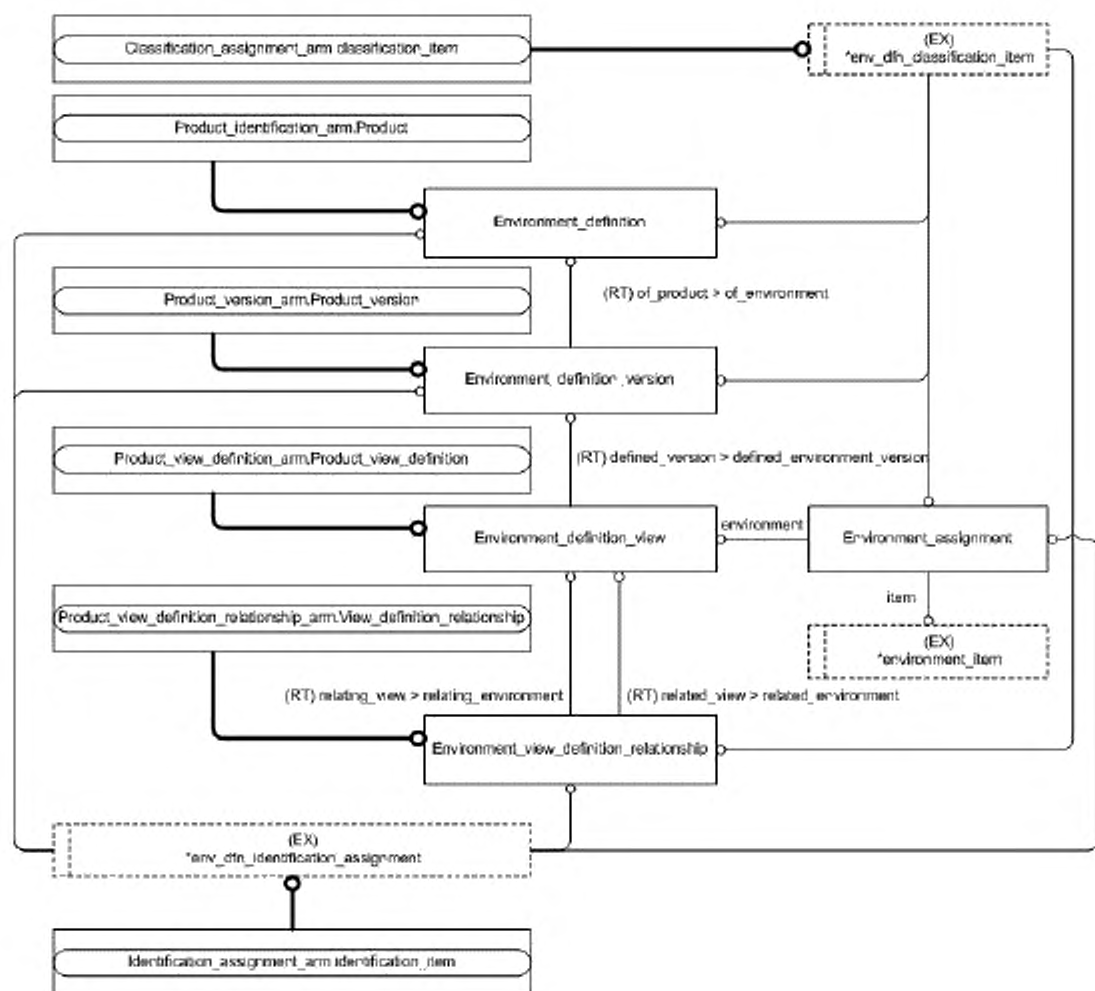 Classification_assignment_arm.classification_item
(EX)
*env_dfn_classification_item
Product_identification_arm.Product
Environment_definition
(RT) of_product > of_environment
Product_version_arm.Product_version
Environment_definition_version
(RT) defined_version > defined_environment_version
Product_view_definition_arm.Product_view_definition
Environment_definition_view
environment
Environment_assignment
item
(EX)
*environment_item
Product_view_definition_relationship_arm.View_definition_relationship
(RT) relating_view > relating_environment
(RT) related_view > related_environment
Environment_view_definition_relationship
(EX)
*env_dfn_identification_assignment
Identification_assignment_arm.identification_item